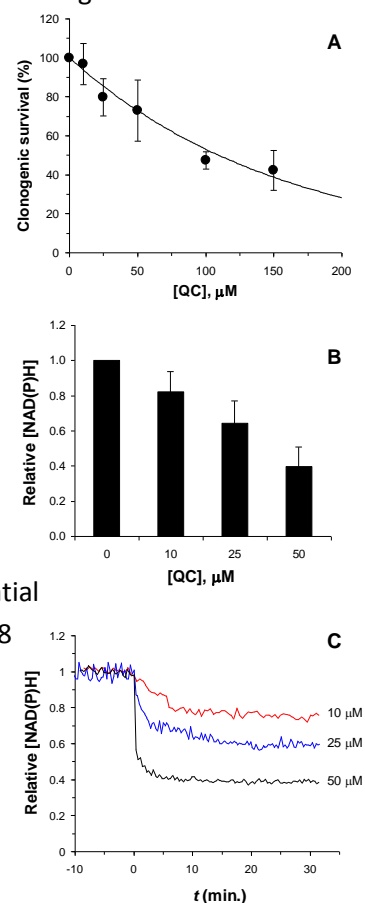 A
Clonogenic survival (%)
120
100
80
60
40
20
0
0 50 100 150 200
[QC], µM
B
Relative [NAD(P)H]
1.2
1.0
0.8
0.6
0.4
0.2
0.0
0 10 25 50
[QC], µM
8
C
Relative [NAD(P)H]
1.2
1
0.8
0.6
0.4
0.2
0
10 µM
25 µM
50 µM
-10 0 10 20 30
t (min.)